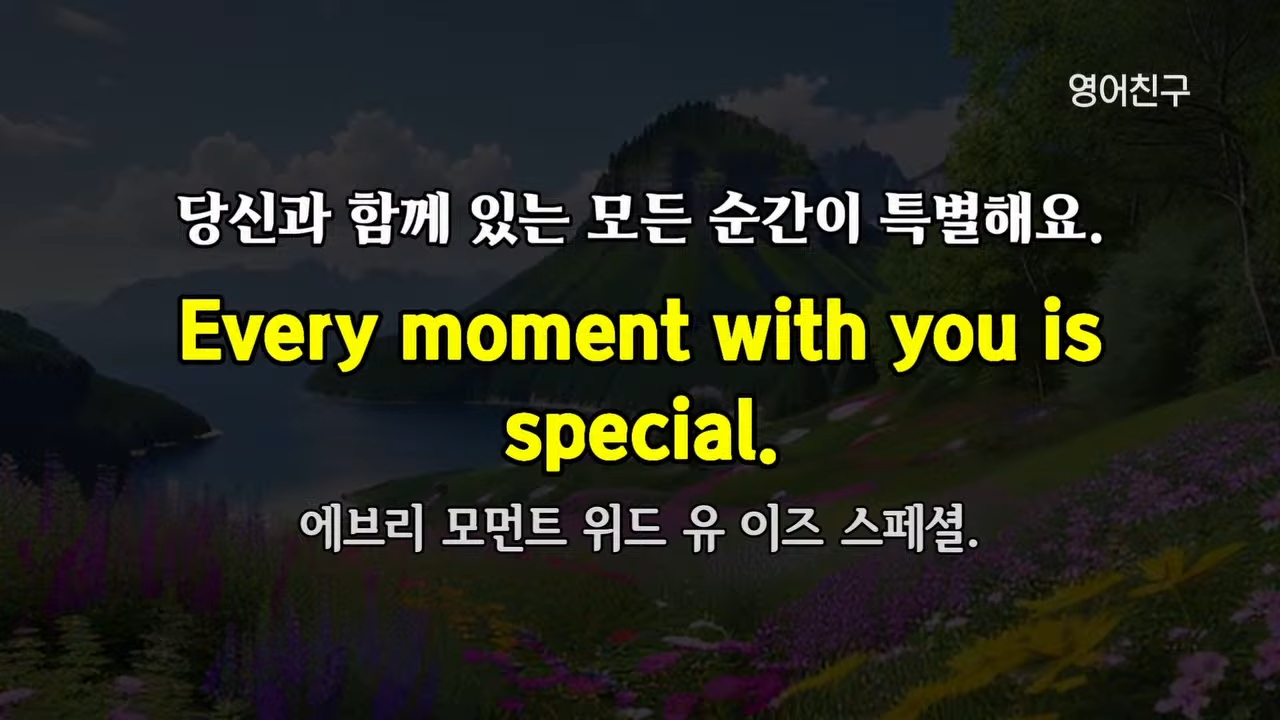 영어친구
당신과 함께 있는 모든 순간이 특별해요.
Every moment with you is
special.
에브리 모먼트 위드 유 이즈 스페셜.